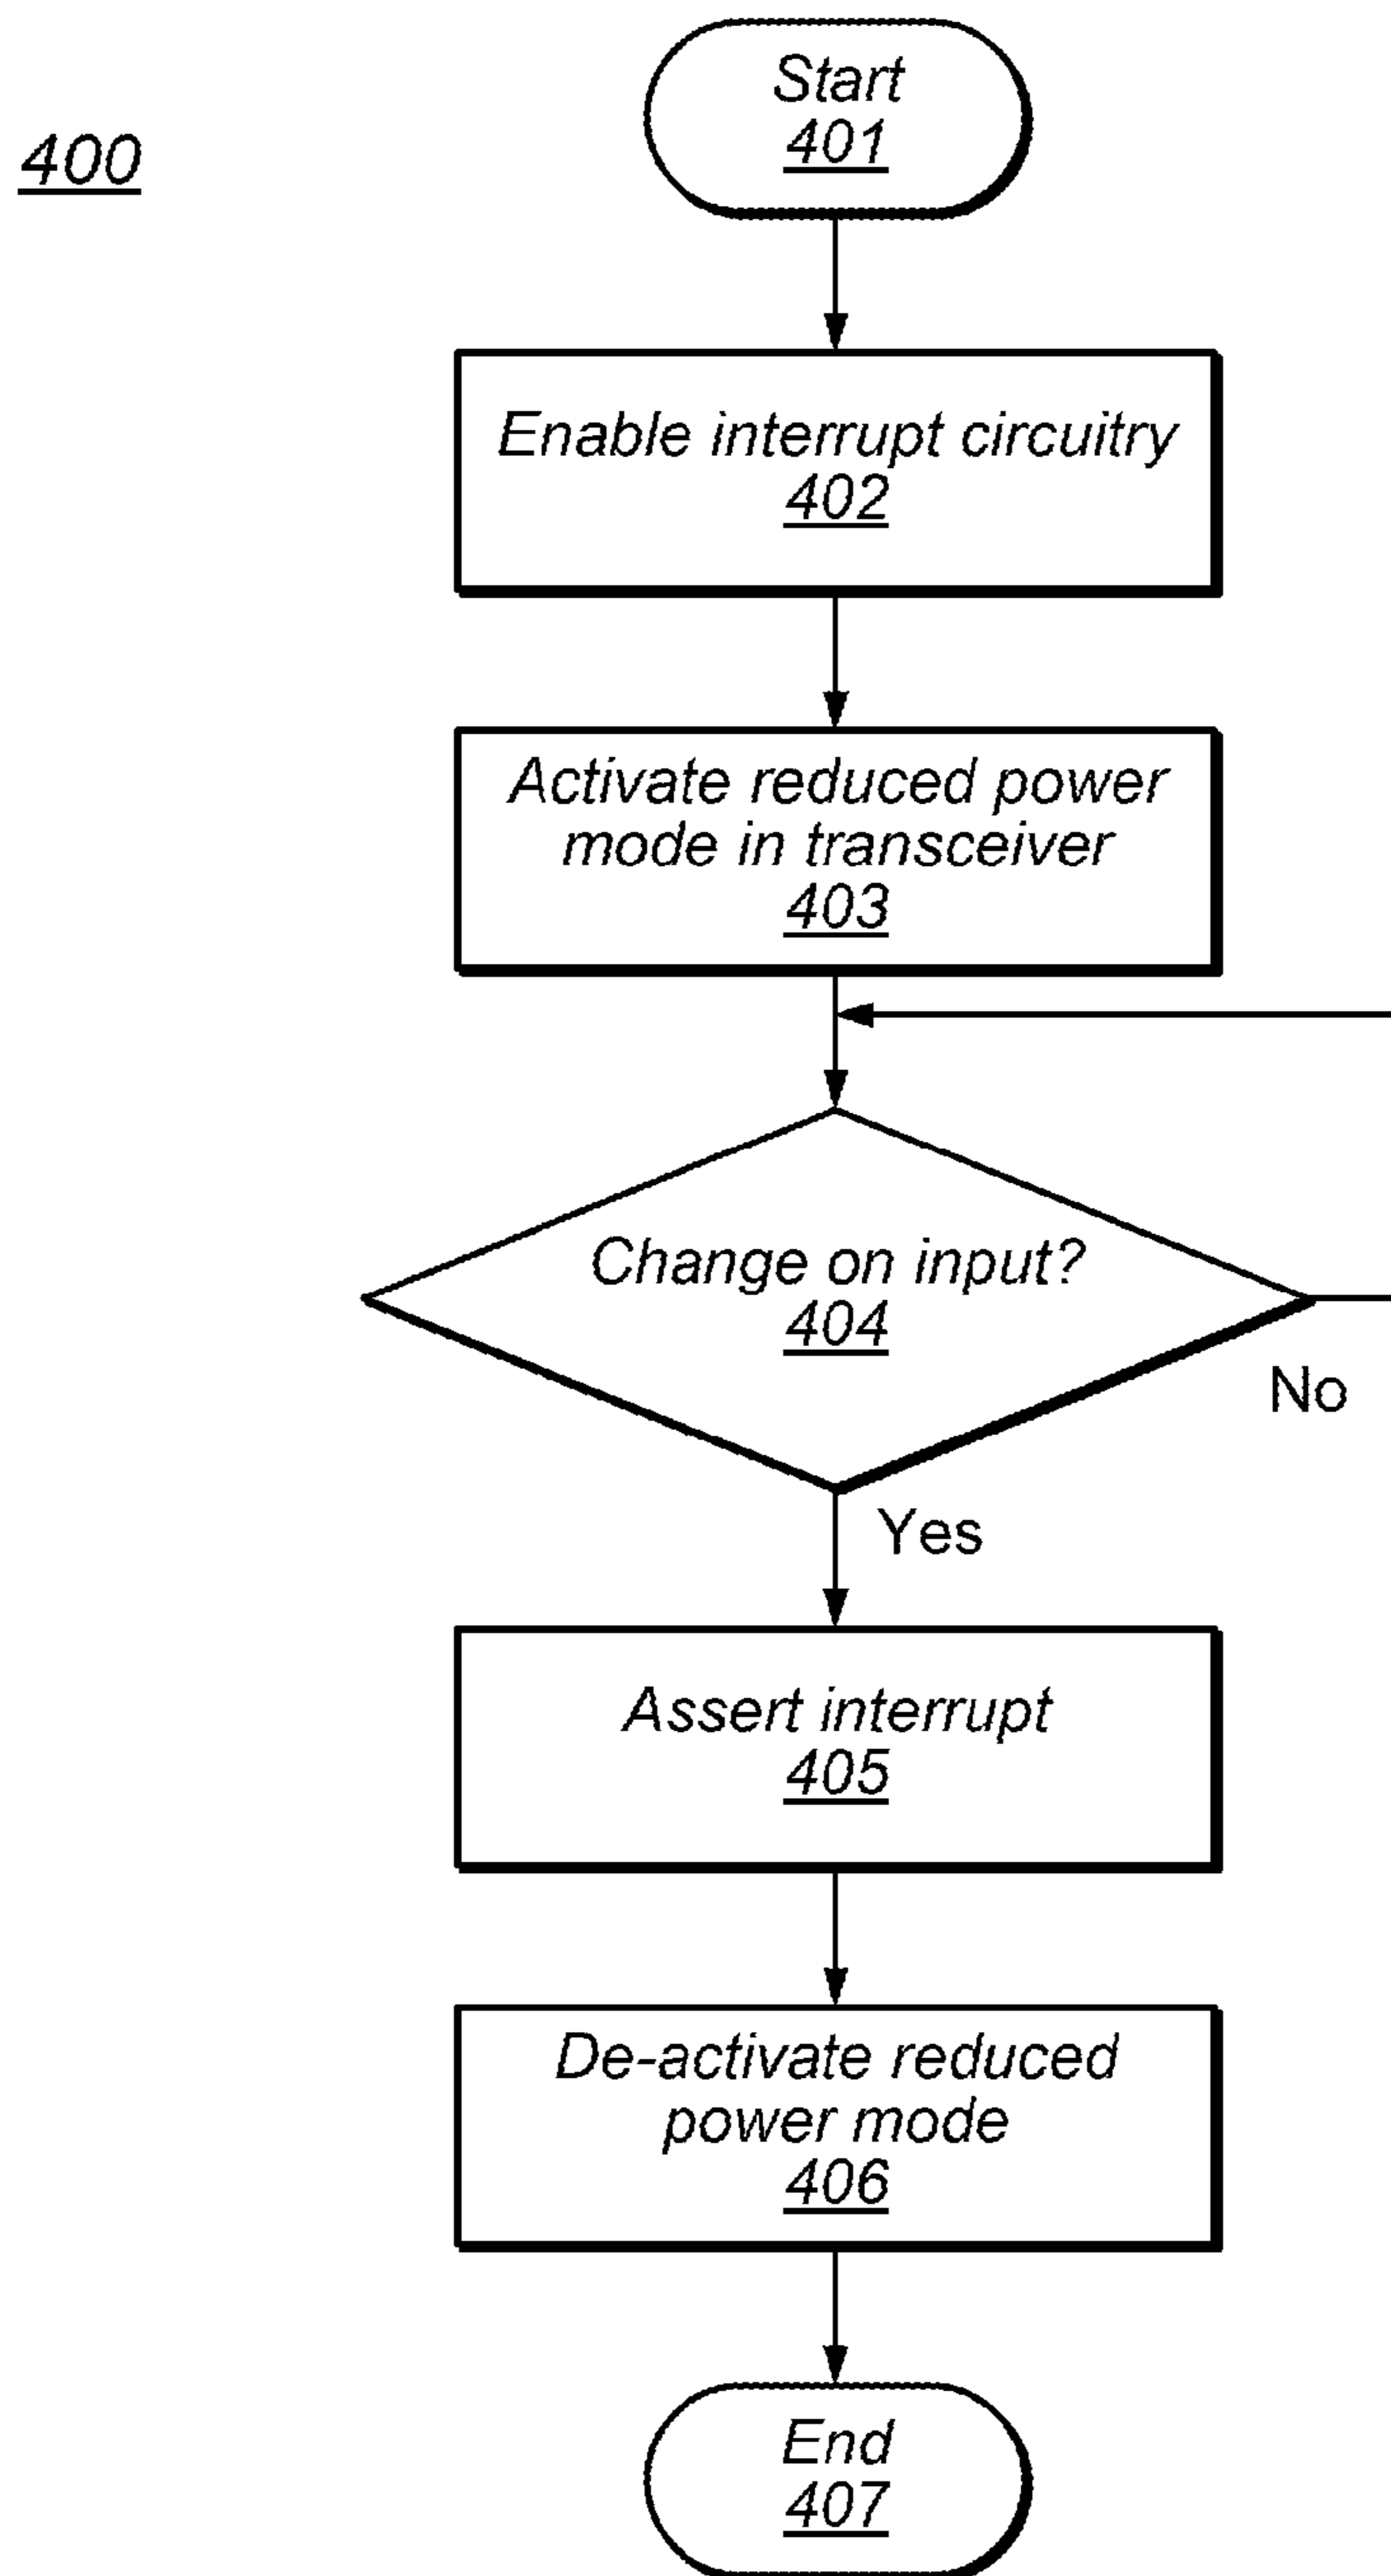 Start
401
400
Enable interrupt circuitry
402
Activate reduced power
mode in transceiver
403
Change on input?
404
No
Yes
Assert interrupt
405
De-activate reduced
power mode
406
End
407